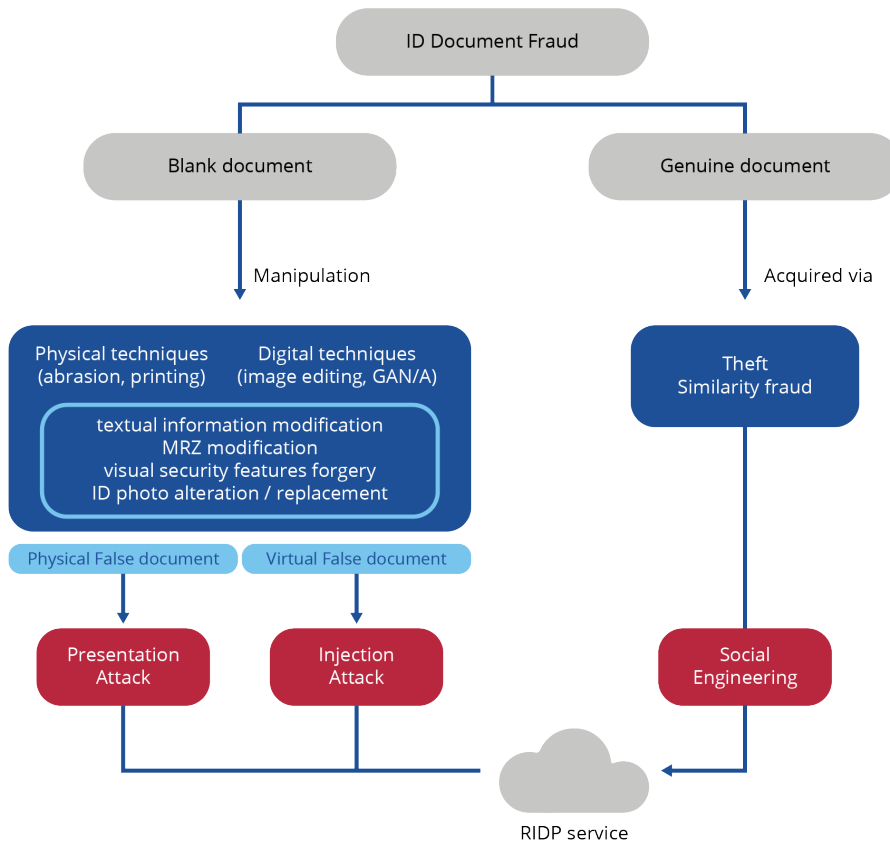 ID Document Fraud
Blank document
Genuine document
Manipulation
Acquired via
Physical techniques
(abrasion, printing)
Digital techniques
(image editing, GAN/A)
textual information modification
MRZ modification
visual security features forgery
ID photo alteration / replacement
Theft
Similarity fraud
Physical False document
Virtual False document
Presentation
Attack
Injection
Attack
Social
Engineering
RIDP service